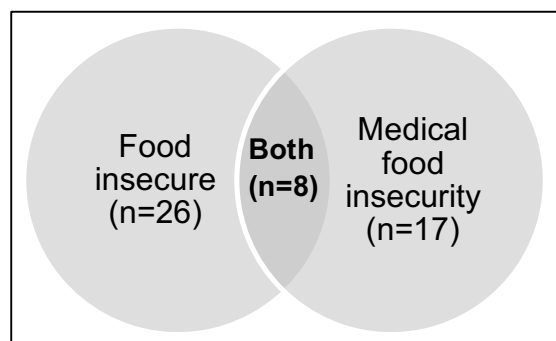 Food
insecure
(n=26)
Both
(n=8)
Medical
food
insecurity
(n=17)